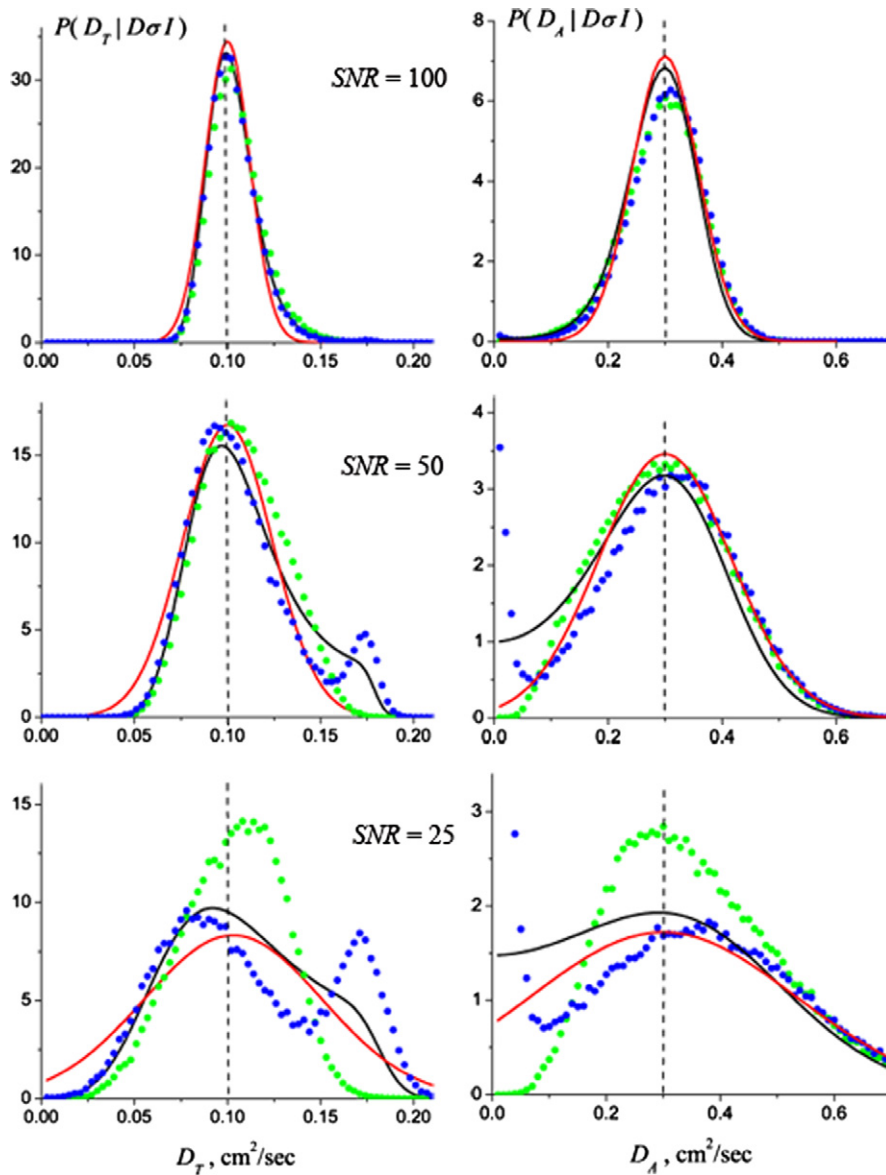 P(D_T | DσI)
P(D_A | DσI)
SNR = 100
30
20
10
0
0.00 0.05 0.10 0.15 0.20
8
6
4
2
0
0.0 0.2 0.4 0.6
SNR = 50
20
15
10
5
0
0.00 0.05 0.10 0.15 0.20
4
3
2
1
0
0.0 0.2 0.4 0.6
SNR = 25
15
10
5
0
0.00 0.05 0.10 0.15 0.20
3
2
1
0
0.0 0.2 0.4 0.6
D_T , cm²/sec
D_A , cm²/sec